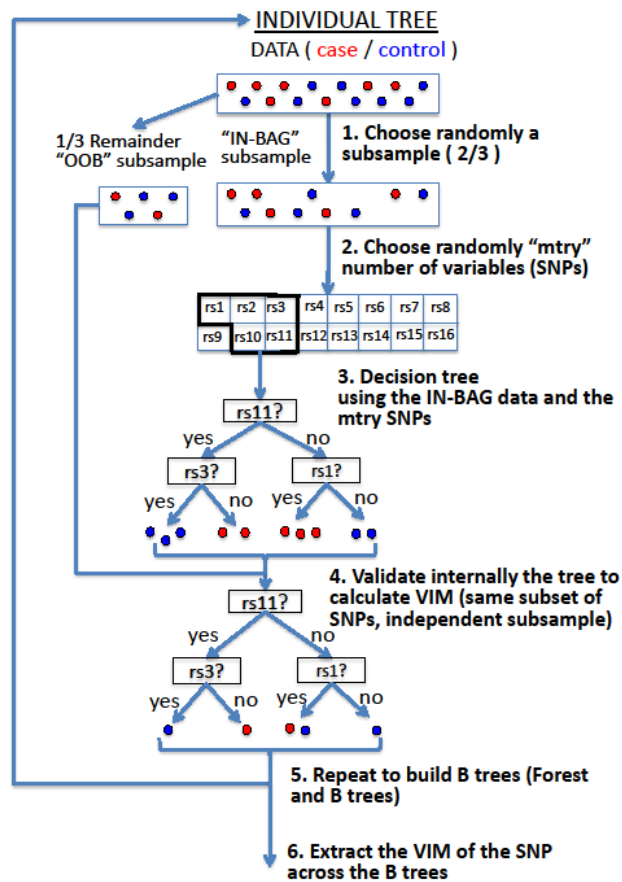 INDIVIDUAL TREE
DATA ( case / control )
1. Choose randomly a
subsample ( 2/3 )
1/3 Remainder
"OOB" subsample
"IN-BAG"
subsample
2. Choose randomly "mtry"
number of variables (SNPs)
rs1 rs2 rs3 rs4 rs5 rs6 rs7 rs8
rs9 rs10 rs11 rs12 rs13 rs14 rs15 rs16
3. Decision tree
using the IN-BAG data and the
mtry SNPs
rs11?
yes no
rs3? rs1?
yes no yes no
4. Validate internally the tree to
calculate VIM (same subset of
SNPs, independent subsample)
rs11?
yes no
rs3? rs1?
yes no yes no
5. Repeat to build B trees (Forest
and B trees)
6. Extract the VIM of the SNP
across the B trees